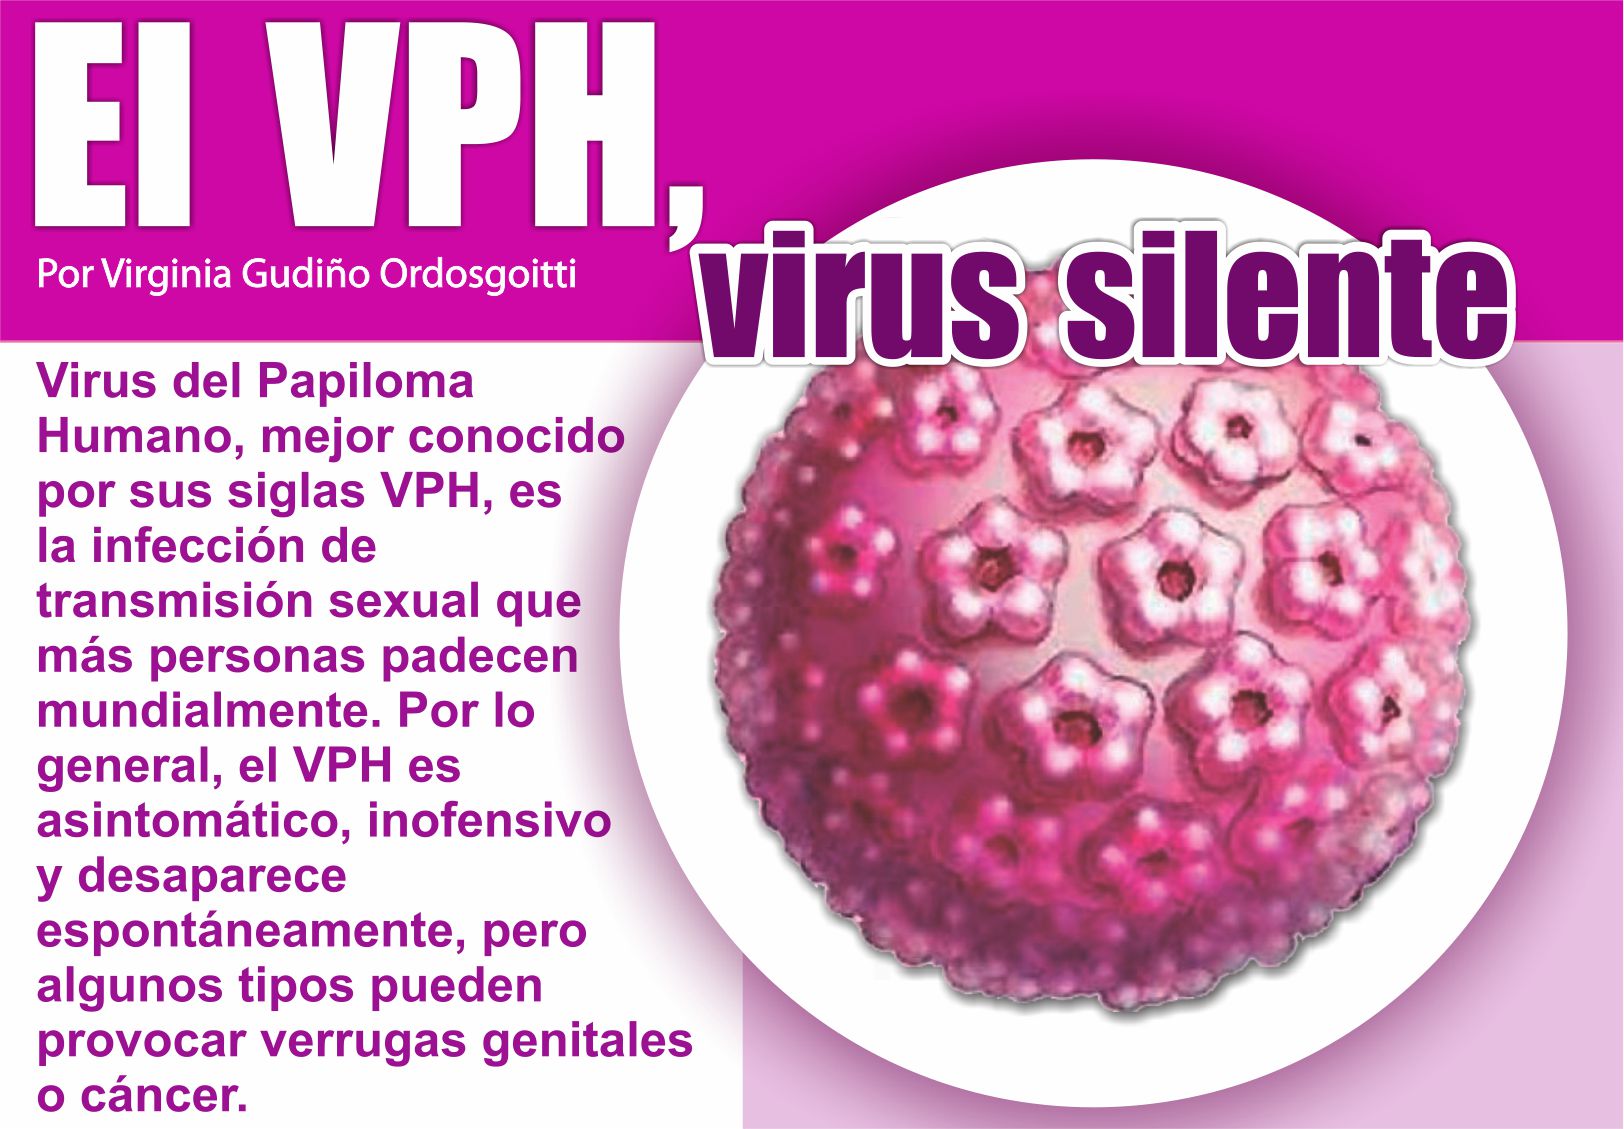 El VPH,
virus silente
Por Virginia Gudiño Ordosgoitti
Virus del Papiloma
Humano, mejor conocido
por sus siglas VPH, es
la infección de
transmisión sexual que
más personas padecen
mundialmente. Por lo
general, el VPH es
asintomático, inofensivo
y desaparece
espontáneamente, pero
algunos tipos pueden
provocar verrugas genitales
o cáncer.